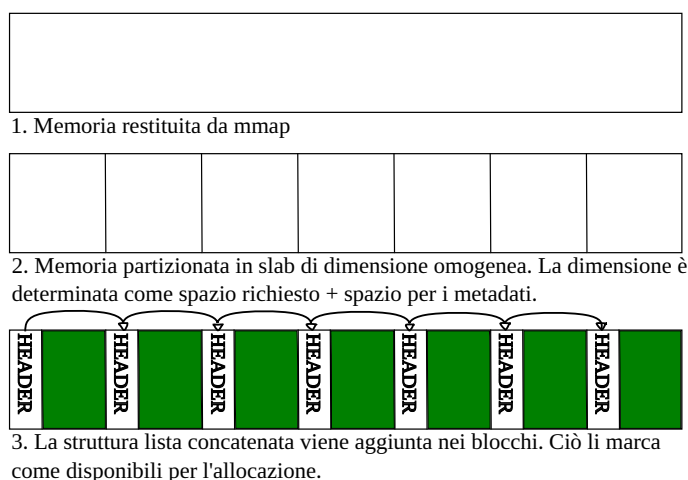 1. Memoria restituita da mmap
2. Memoria partizionata in slab di dimensione omogenea. La dimensione è
determinata come spazio richiesto + spazio per i metadati.
HEADER HEADER HEADER HEADER HEADER HEADER HEADER
3. La struttura lista concatenata viene aggiunta nei blocchi. Ciò li marca
come disponibili per l'allocazione.